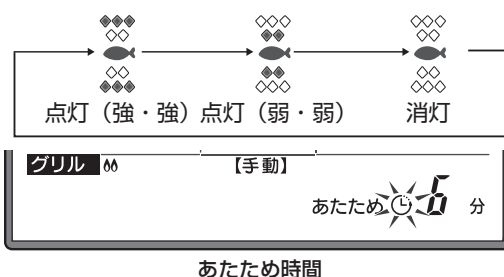 点灯（強・強） 点灯（弱・弱） 消灯
グリル 【手動】
あたため 6 分
あたため時間